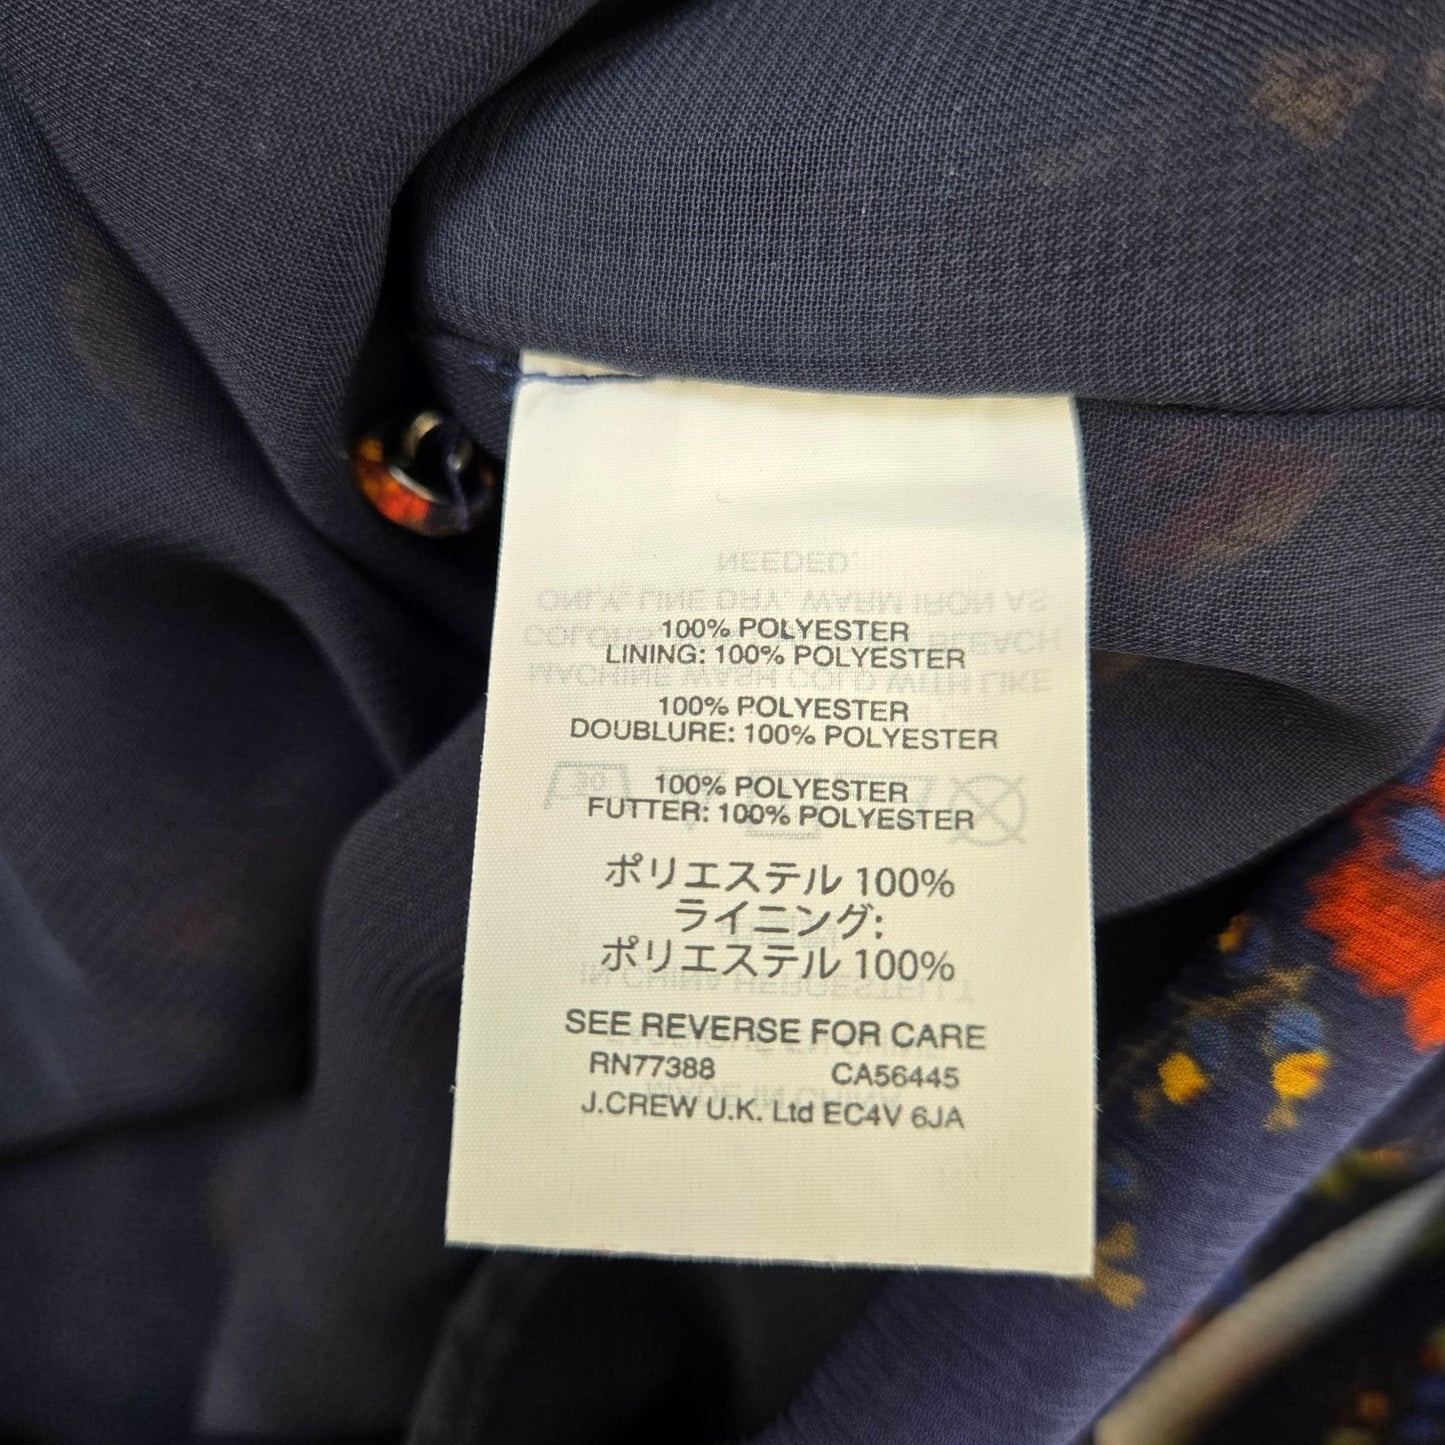 100% POLYESTER
LINING: 100% POLYESTER
100% POLYESTER
DOUBLURE: 100% POLYESTER
100% POLYESTER
FUTTER: 100% POLYESTER
ポリエステル 100%
ライニング:
ポリエステル 100%
SEE REVERSE FOR CARE
RN77388 CA56445
J.CREW U.K. Ltd EC4V 6JA